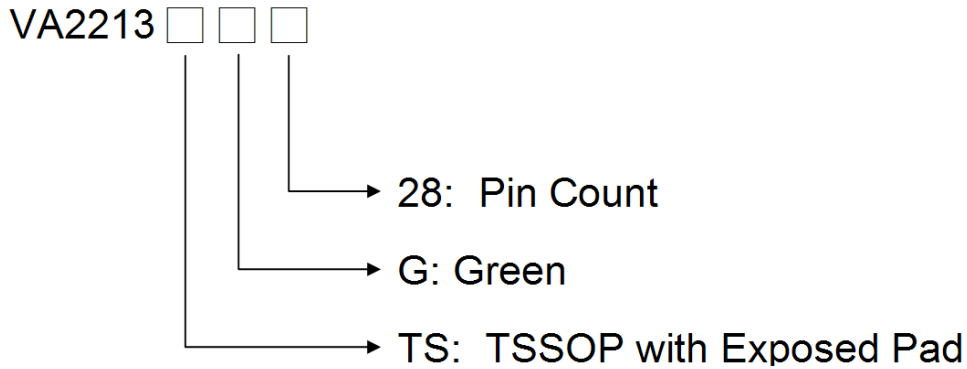 VA2213
28: Pin Count
G: Green
TS: TSSOP with Exposed Pad